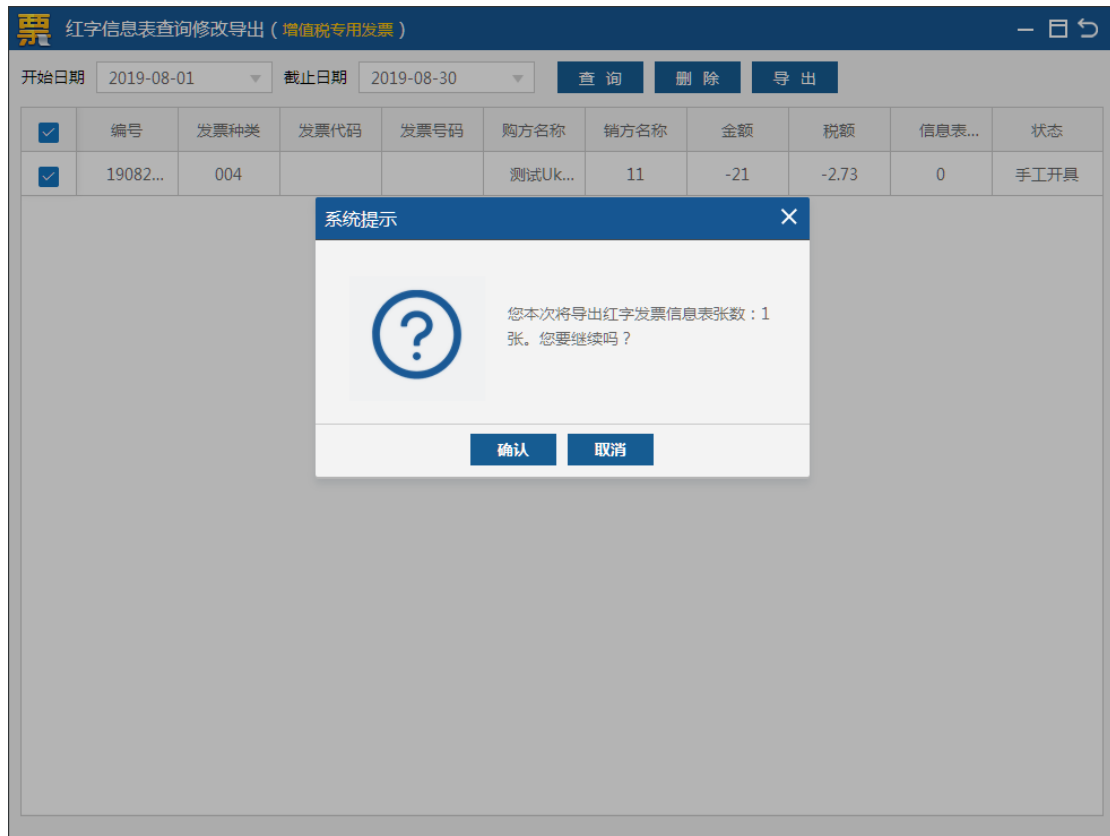 票 红字信息表查询修改导出(增值税专用发票)
开始日期 2019-08-01 截止日期 2019-08-30 查 询 删 除 导 出
编号 发票种类 发票代码 发票号码 购方名称 销方名称 金额 税额 信息表... 状态
19082... 004 测试Uk... 11 -21 -2.73 0 手工开具
系统提示
您本次将导出红字发票信息表张数:1
张。您要继续吗?
确认 取消